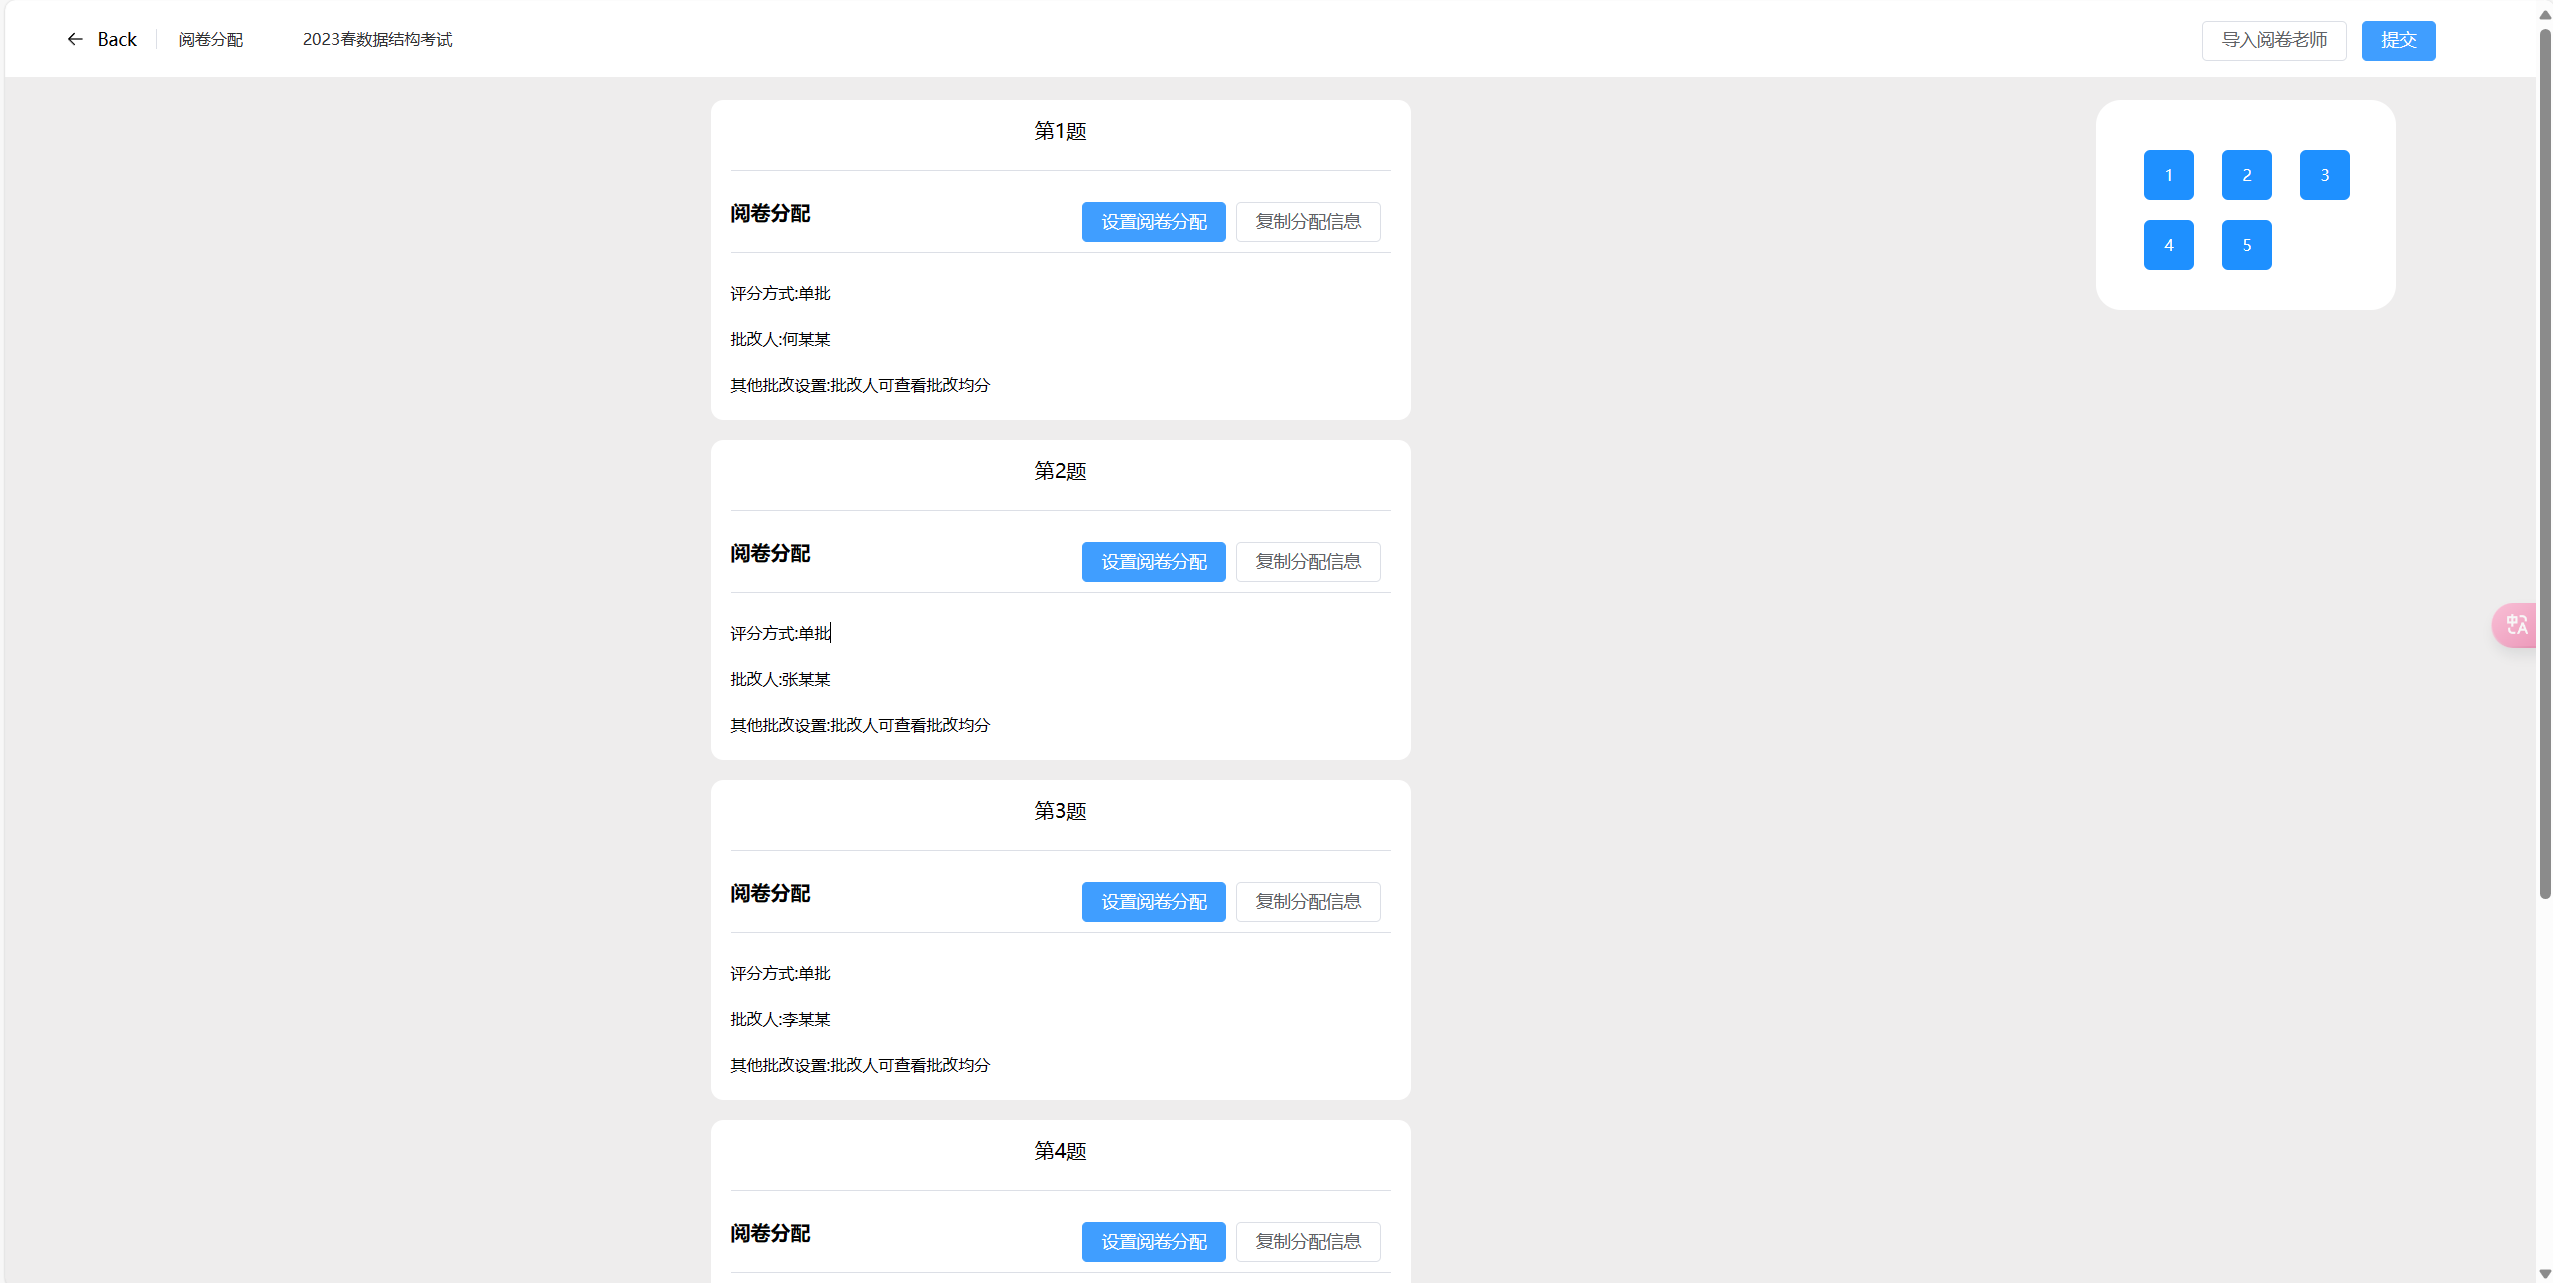 Back 阅卷分配 2023春数据结构考试 导入阅卷老师 提交
第1题
阅卷分配 设置阅卷分配 复制分配信息
评分方式:单批
批改人:何某某
其他批改设置:批改人可查看批改均分
第2题
阅卷分配 设置阅卷分配 复制分配信息
评分方式:单批
批改人:张某某
其他批改设置:批改人可查看批改均分
第3题
阅卷分配 设置阅卷分配 复制分配信息
评分方式:单批
批改人:李某某
其他批改设置:批改人可查看批改均分
第4题
阅卷分配 设置阅卷分配 复制分配信息
1 2 3
4 5
中 A